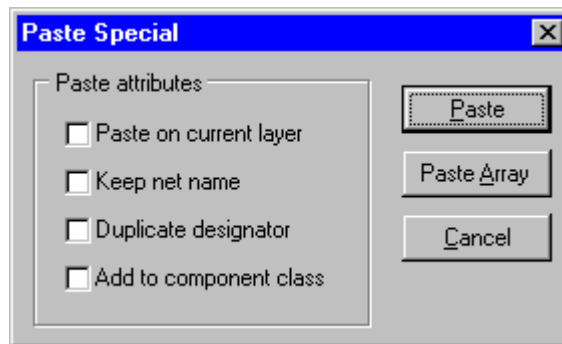 Paste Special
Paste attributes
Paste on current layer
Keep net name
Duplicate designator
Add to component class
Paste
Paste Array
Cancel